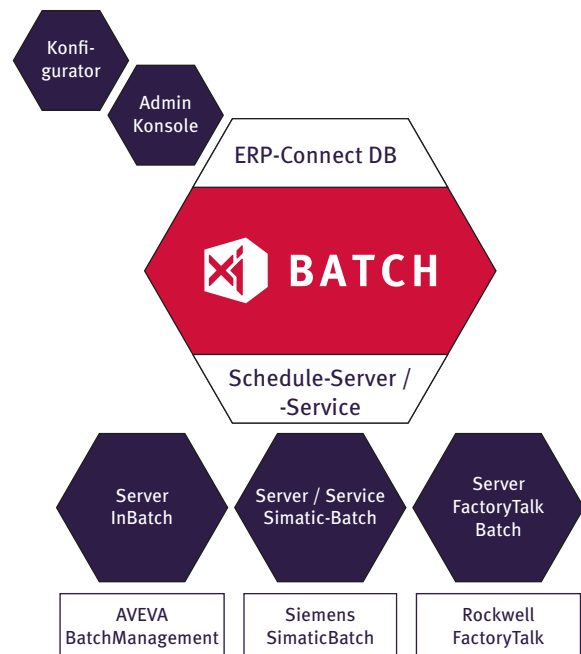 Konfi-
gurator
Admin
Konsole
ERP-Connect DB
Xi BATCH
Schedule-Server /
-Service
Server
InBatch
Server / Service
Simatic-Batch
Server
FactoryTalk
Batch
AVEVA
BatchManagement
Siemens
SimaticBatch
Rockwell
FactoryTalk